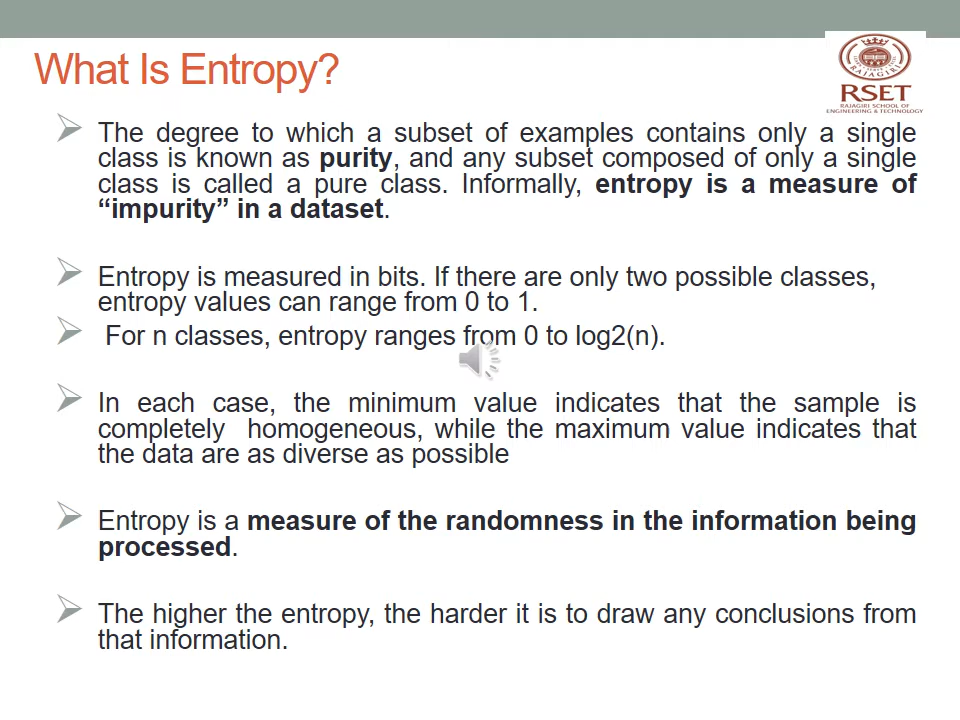 What Is Entropy?
RAJAGIRI
RSET
RAJAGIRI SCHOOL OF
ENGINEERING & TECHNOLOGY
The degree to which a subset of examples contains only a single
class is known as purity, and any subset composed of only a single
class is called a pure class. Informally, entropy is a measure of
“impurity” in a dataset.
Entropy is measured in bits. If there are only two possible classes,
entropy values can range from 0 to 1.
For n classes, entropy ranges from 0 to log2(n).
In each case, the minimum value indicates that the sample is
completely homogeneous, while the maximum value indicates that
the data are as diverse as possible
Entropy is a measure of the randomness in the information being
processed.
The higher the entropy, the harder it is to draw any conclusions from
that information.